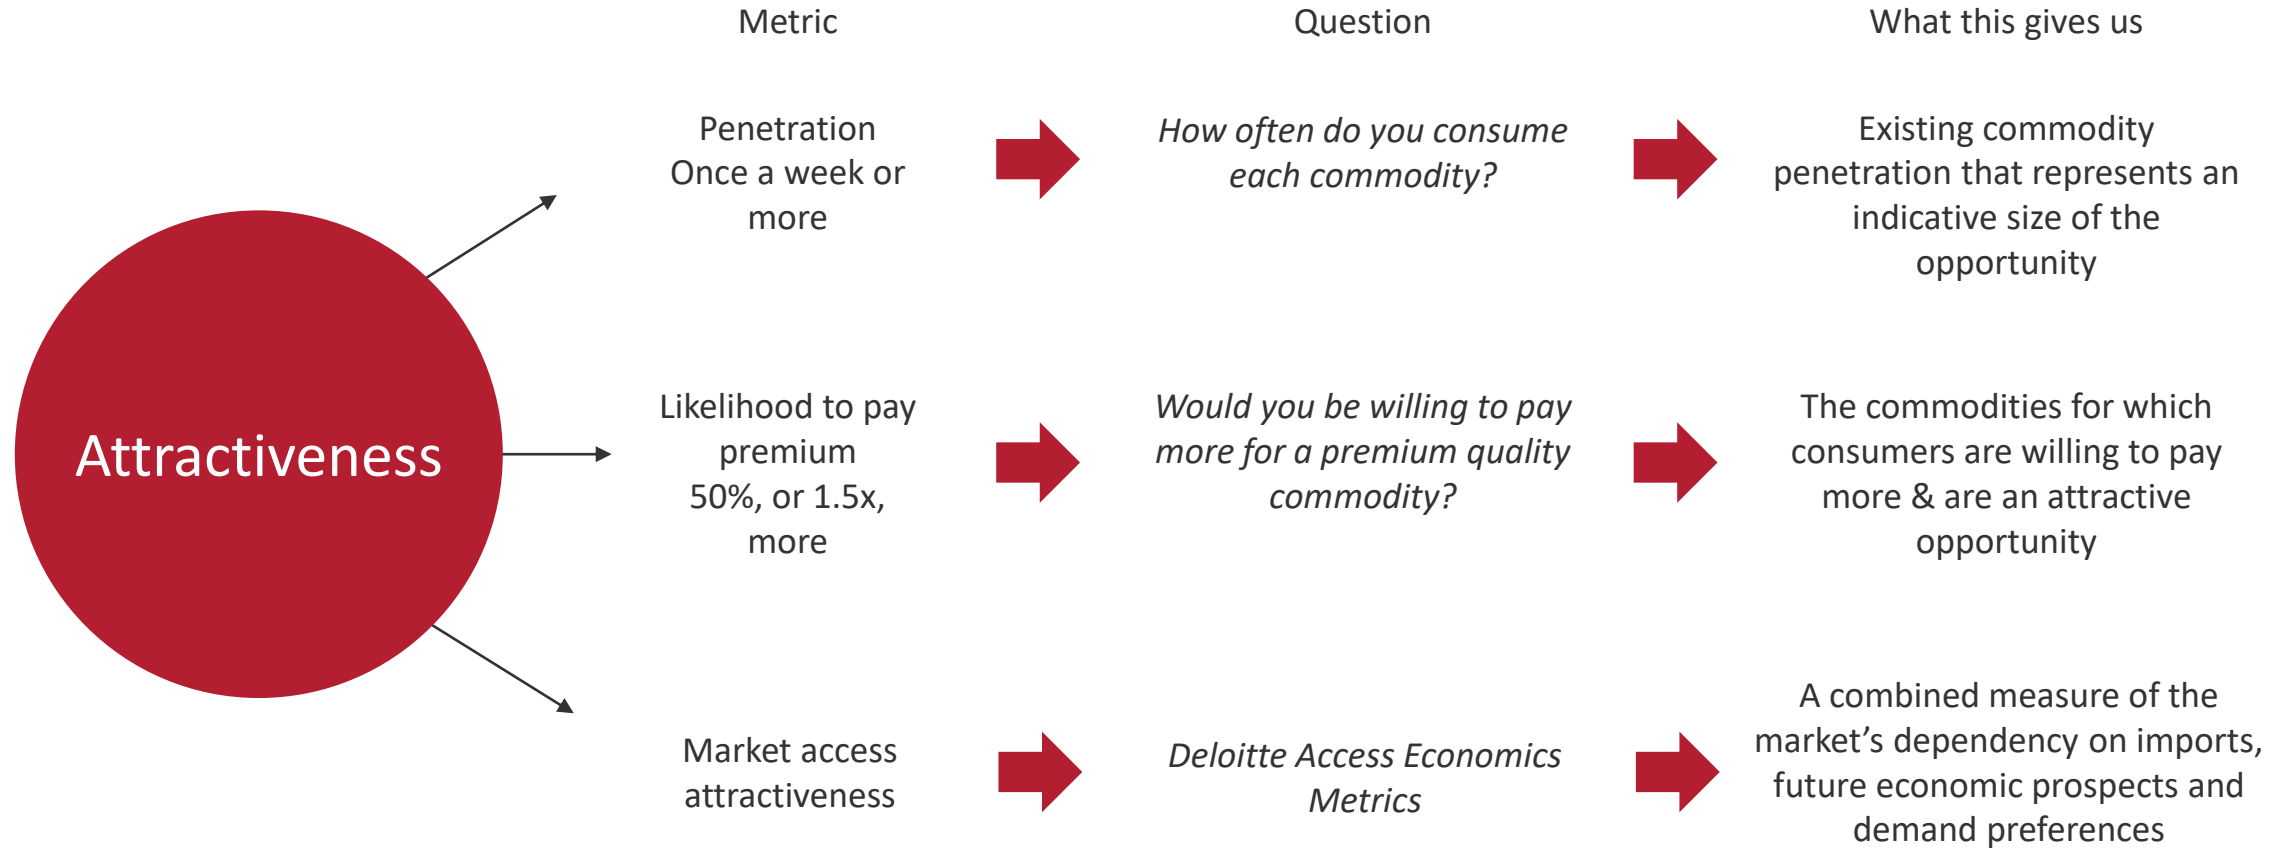 Metric
Question
What this gives us
Attractiveness
Penetration
Once a week or
more
How often do you consume
each commodity?
Existing commodity
penetration that represents an
indicative size of the
opportunity
Likelihood to pay
premium
50%, or 1.5x,
more
Would you be willing to pay
more for a premium quality
commodity?
The commodities for which
consumers are willing to pay
more & are an attractive
opportunity
Market access
attractiveness
Deloitte Access Economics
Metrics
A combined measure of the
market’s dependency on imports,
future economic prospects and
demand preferences